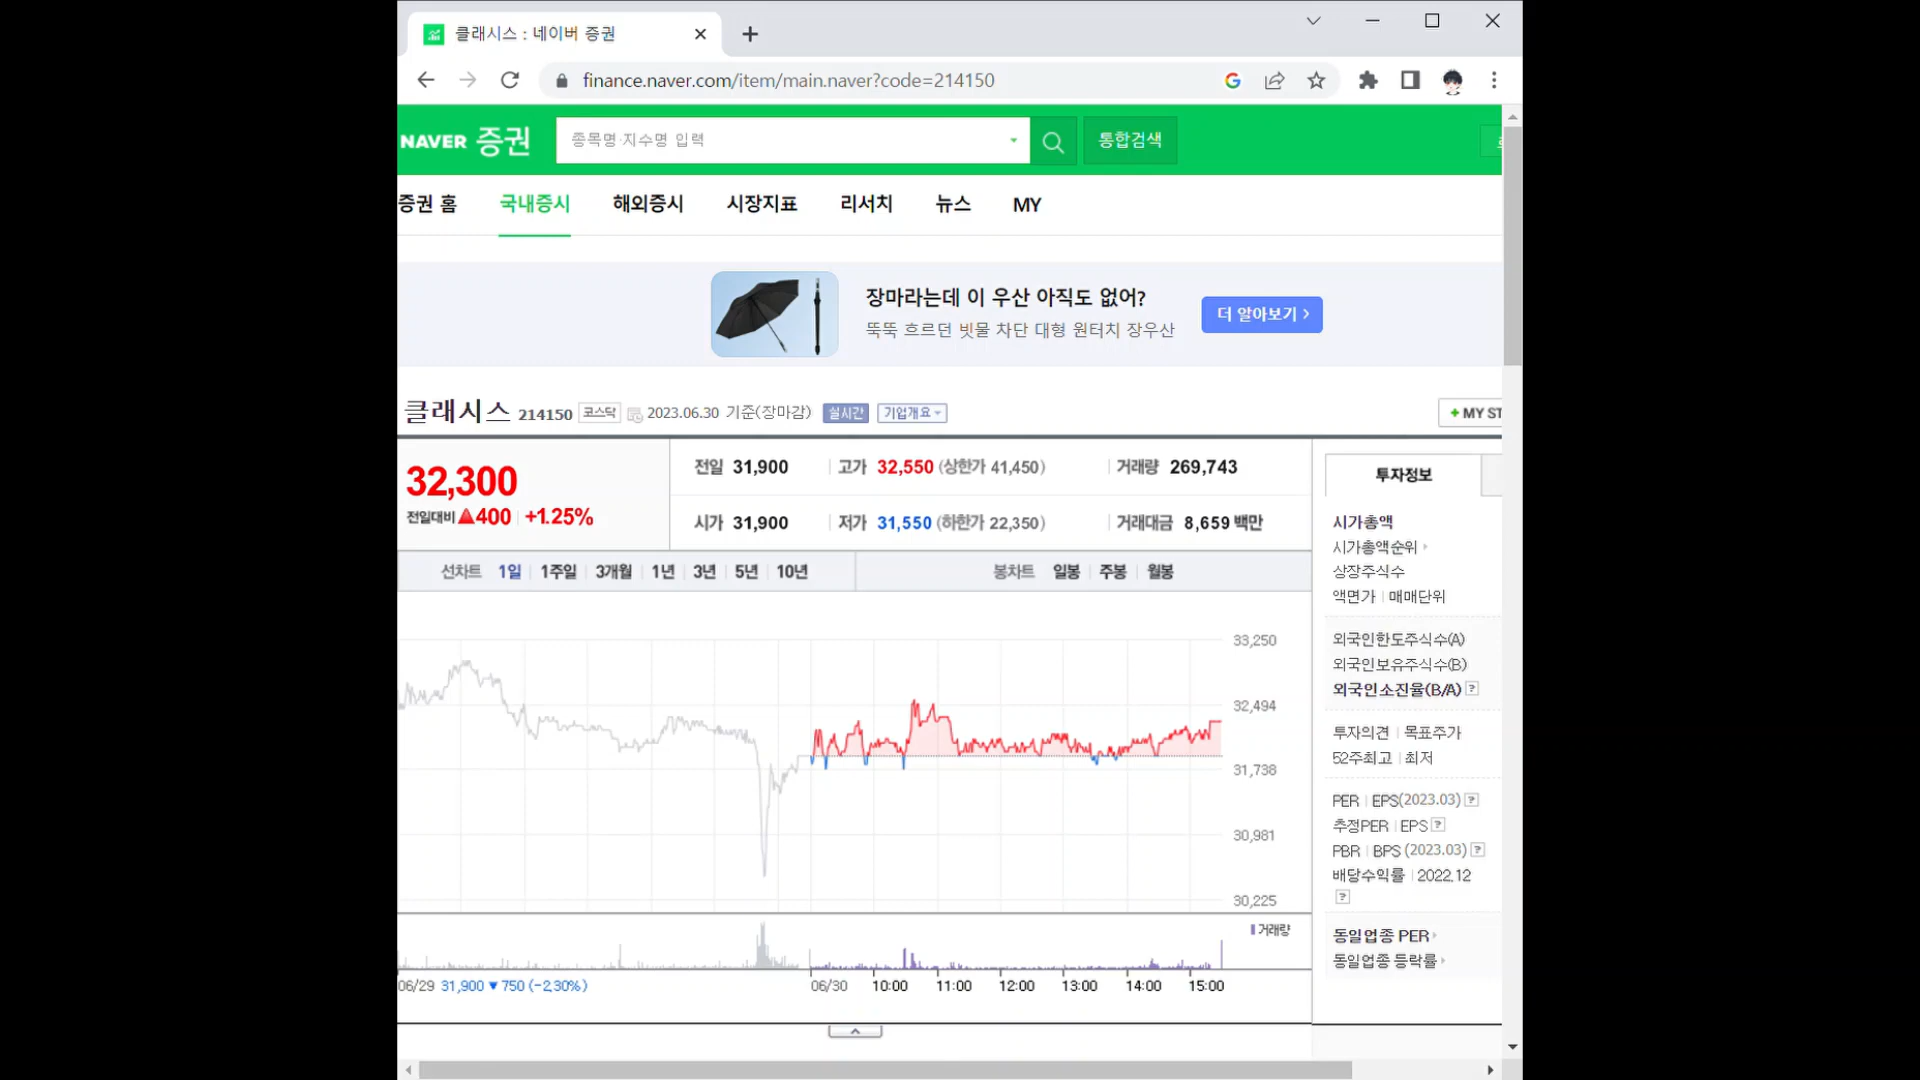 클래시스 : 네이버 증권
finance.naver.com/item/main.naver?code=214150
NAVER 증권
종목명·지수명 입력
통합검색
증권 홈 국내증시 해외증시 시장지표 리서치 뉴스 MY
장마라는데 이 우산 아직도 없어?
뚝뚝 흐르던 빗물 차단 대형 원터치 장우산
더 알아보기
클래시스 214150 코스닥 2023.06.30 기준(장마감) 실시간 기업개요
+ MY ST
32,300
전일대비 ▲400 +1.25%
전일 31,900 고가 32,550 (상한가 41,450) 거래량 269,743
시가 31,900 저가 31,550 (하한가 22,350) 거래대금 8,659 백만
선차트 1일 1주일 3개월 1년 3년 5년 10년
봉차트 일봉 주봉 월봉
33,250
32,494
31,738
30,981
30,225
거래량
06/29 31,900 ▼ 750 (-2.30%)
06/30 10:00 11:00 12:00 13:00 14:00 15:00
투자정보
시가총액
시가총액순위
상장주식수
액면가 | 매매단위
외국인한도주식수(A)
외국인보유주식수(B)
외국인소진율(B/A) ?
투자의견 | 목표주가
52주최고 | 최저
PER | EPS(2023.03) ?
추정PER | EPS ?
PBR | BPS (2023.03) ?
배당수익률 | 2022.12
?
동일업종 PER
동일업종 등락률